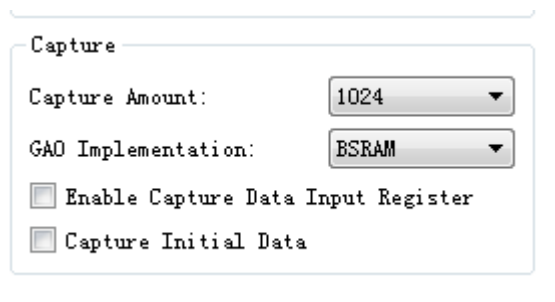 Capture
Capture Amount: 1024
GAO Implementation: BSRAM
Enable Capture Data Input Register
Capture Initial Data